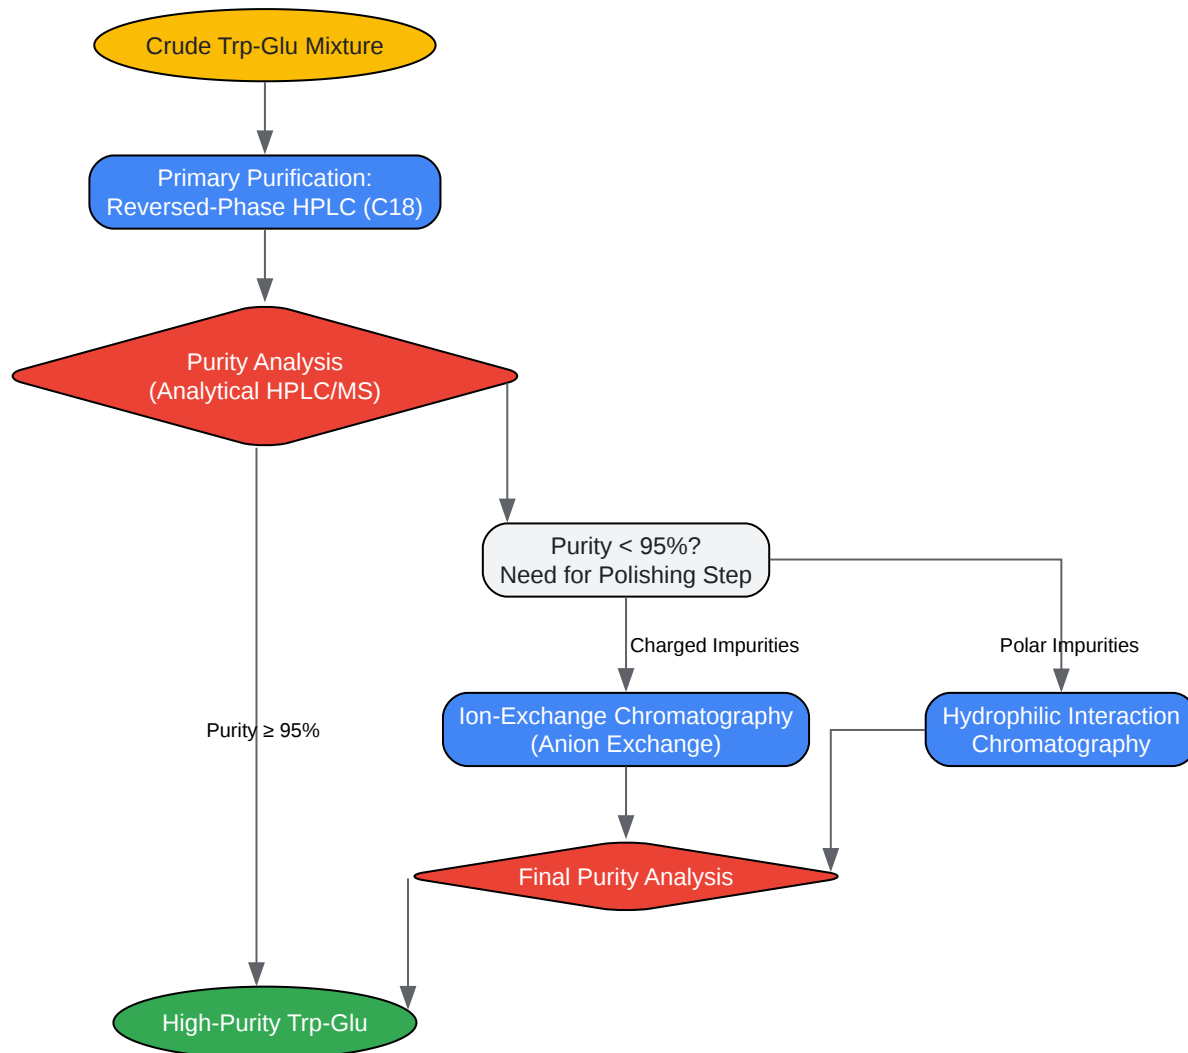 Crude Trp-Glu Mixture
Primary Purification:
Reversed-Phase HPLC (C18)
Purity Analysis
(Analytical HPLC/MS)
Purity < 95%?
Need for Polishing Step
Charged Impurities
Polar Impurities
Ion-Exchange Chromatography
(Anion Exchange)
Hydrophilic Interaction
Chromatography
Purity ≥ 95%
Final Purity Analysis
High-Purity Trp-Glu